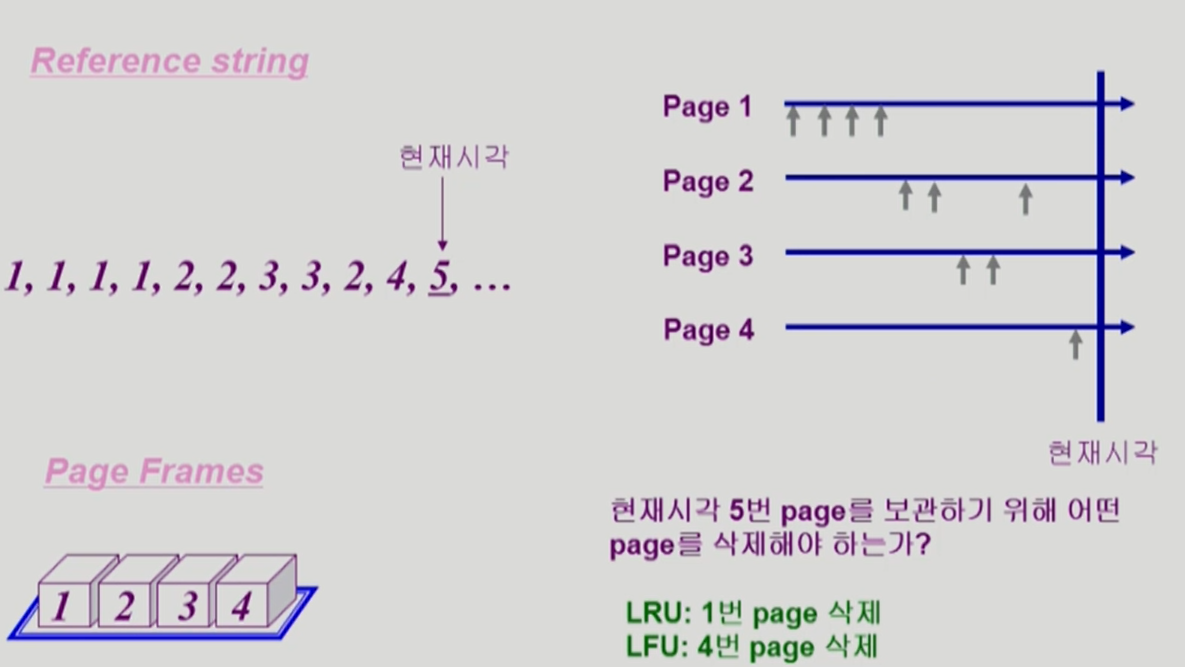 Reference string
현재시각
1, 1, 1, 1, 2, 2, 3, 3, 2, 4, 5, ...
Page Frames
1 2 3 4
Page 1
Page 2
Page 3
Page 4
현재시각
현재시각 5번 page를 보관하기 위해 어떤
page를 삭제해야 하는가?
LRU: 1번 page 삭제
LFU: 4번 page 삭제